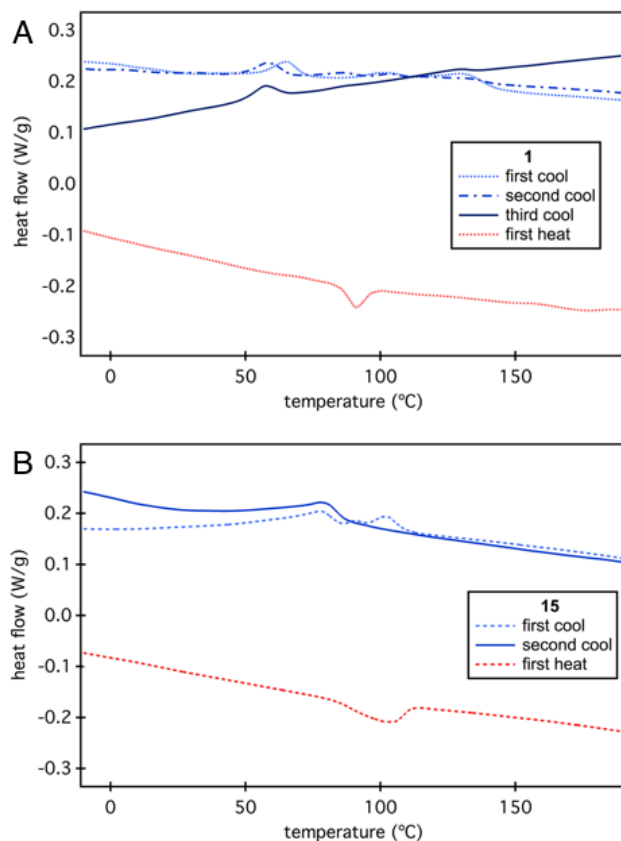 A
0.3
0.2
0.1
0.0
-0.1
-0.2
-0.3
heat flow (W/g)
1
first cool
second cool
third cool
first heat
0 50 100 150
temperature (ºC)
B
0.3
0.2
0.1
0.0
-0.1
-0.2
-0.3
heat flow (W/g)
15
first cool
second cool
first heat
0 50 100 150
temperature (ºC)